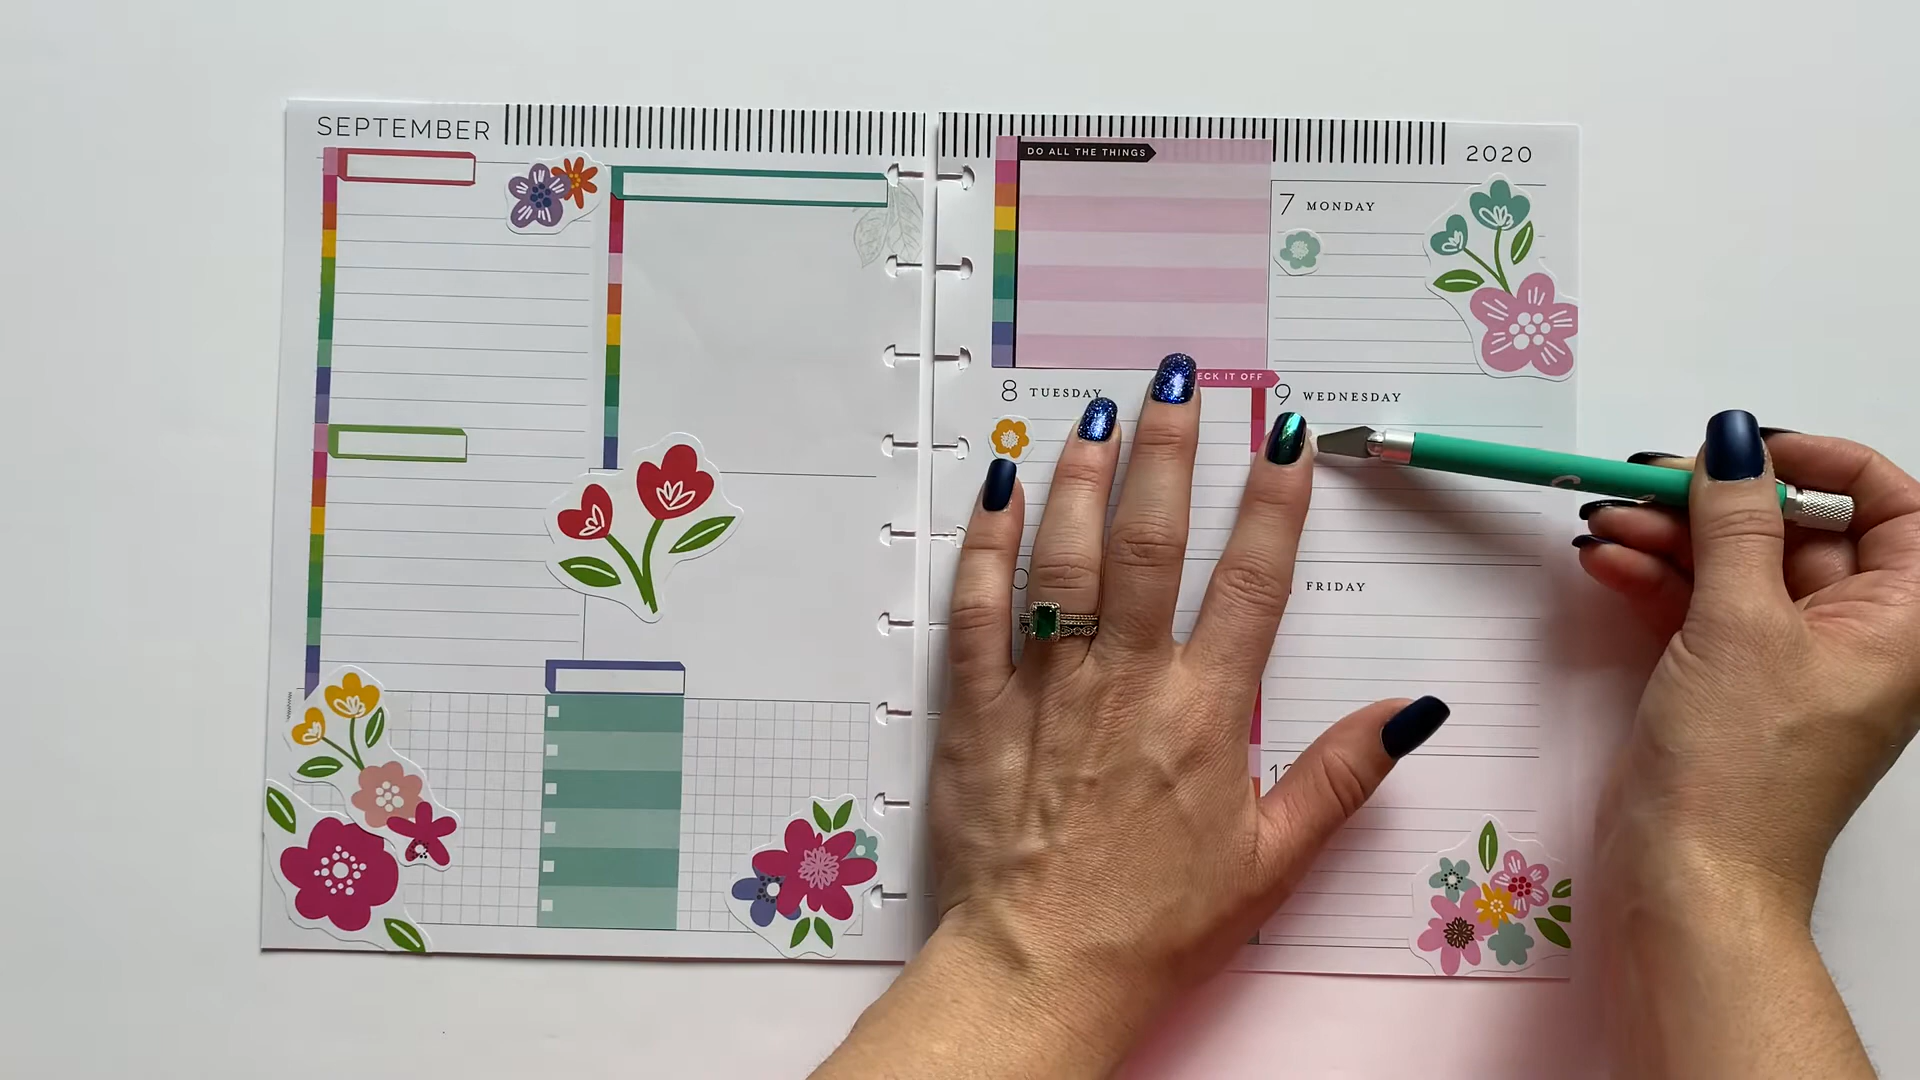 SEPTEMBER
DO ALL THE THINGS
2020
7 MONDAY
ECK IT OFF
8 TUESDAY
9 WEDNESDAY
FRIDAY